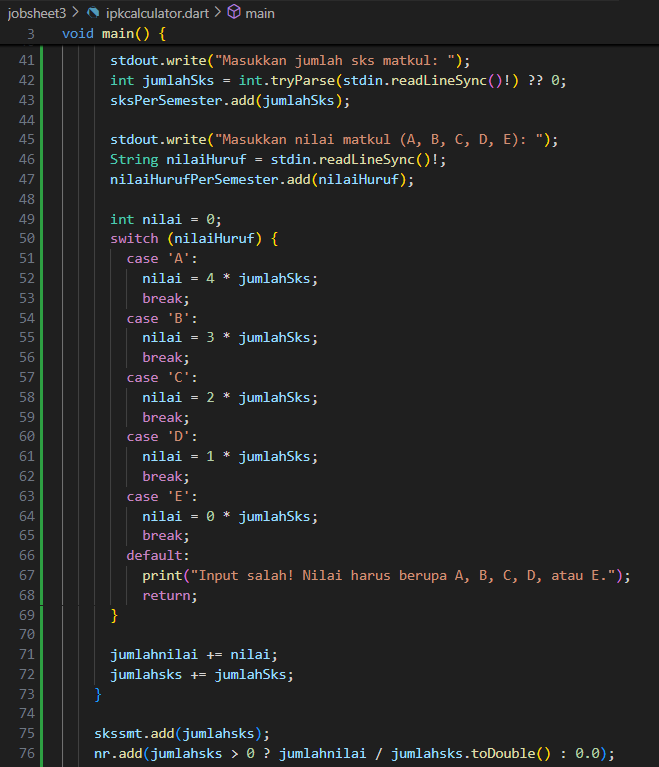 jobsheet3 > ipkcalculator.dart > main
3 void main() {
41 stdout.write("Masukkan jumlah sks matkul: ");
42 int jumlahSks = int.tryParse(stdin.readLineSync()!) ?? 0;
43 sksPerSemester.add(jumlahSks);
44
45 stdout.write("Masukkan nilai matkul (A, B, C, D, E): ");
46 String nilaiHuruf = stdin.readLineSync()!;
47 nilaiHurufPerSemester.add(nilaiHuruf);
48
49 int nilai = 0;
50 switch (nilaiHuruf) {
51 case 'A':
52 nilai = 4 * jumlahSks;
53 break;
54 case 'B':
55 nilai = 3 * jumlahSks;
56 break;
57 case 'C':
58 nilai = 2 * jumlahSks;
59 break;
60 case 'D':
61 nilai = 1 * jumlahSks;
62 break;
63 case 'E':
64 nilai = 0 * jumlahSks;
65 break;
66 default:
67 print("Input salah! Nilai harus berupa A, B, C, D, atau E.");
68 return;
69 }
70
71 jumlahnilai += nilai;
72 jumlahsks += jumlahSks;
73 }
74
75 skssmt.add(jumlahsks);
76 nr.add(jumlahsks > 0 ? jumlahnilai / jumlahsks.toDouble() : 0.0);